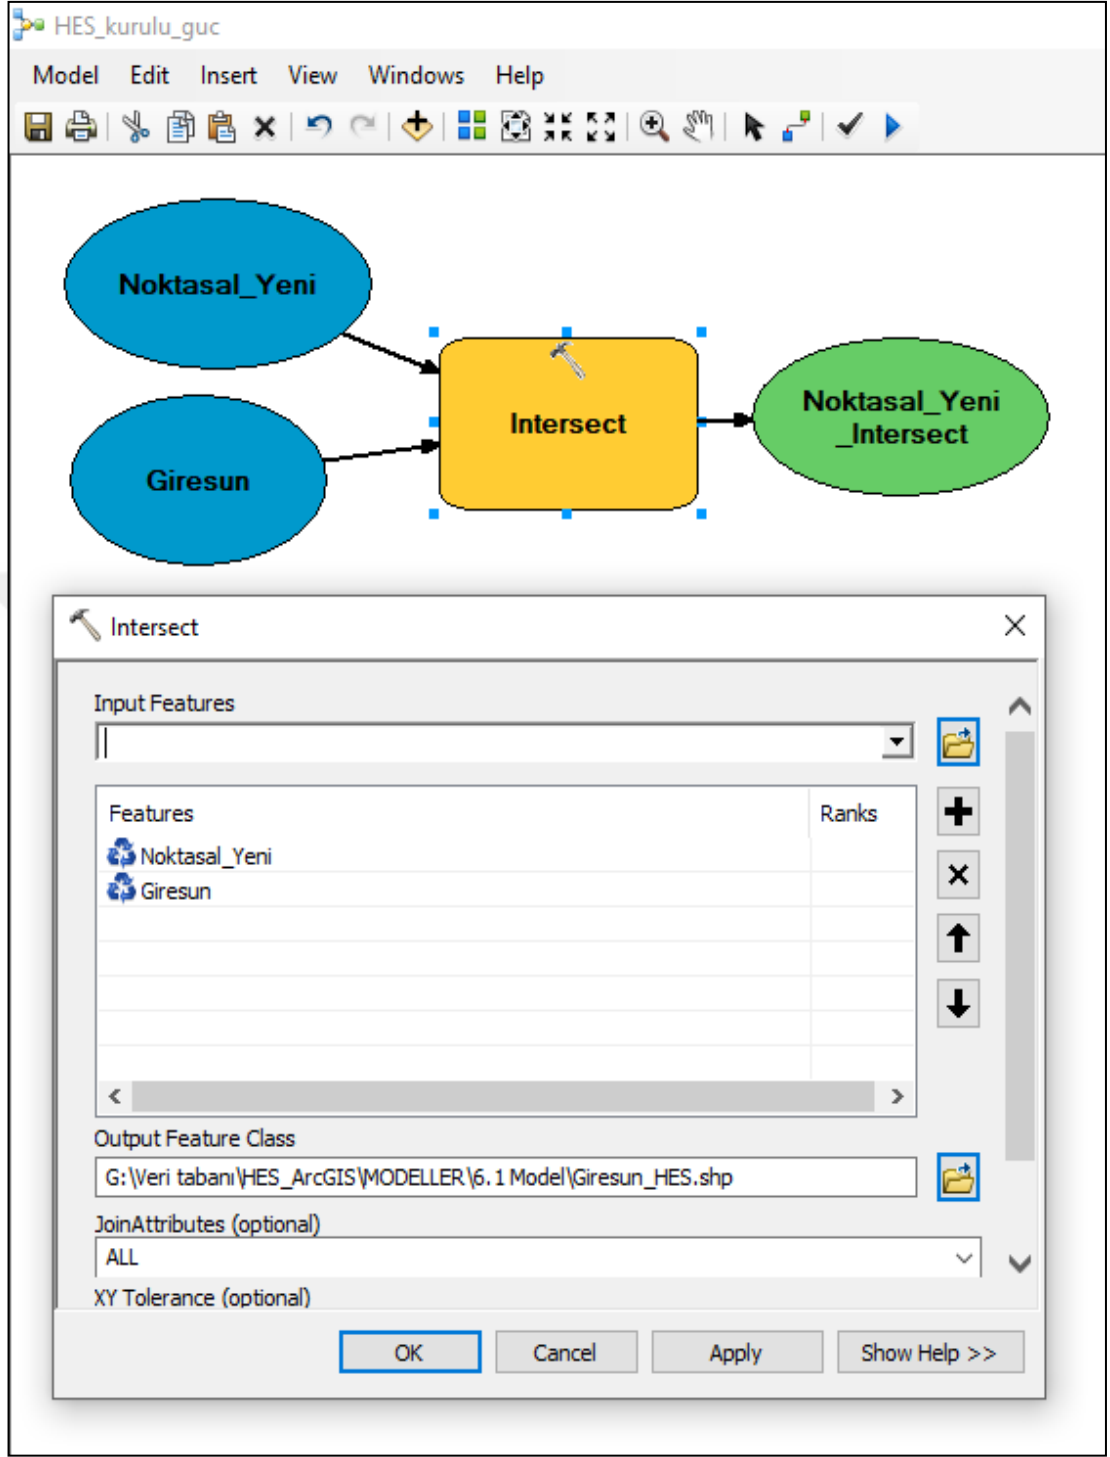 HES_kurulu_guc
Model Edit Insert View Windows Help
Noktasal_Yeni
Giresun
Intersect
Noktasal_Yeni
_Intersect
Intersect
Input Features
Features Ranks
Noktasal_Yeni
Giresun
Output Feature Class
G:\Veri tabanı\HES_ArcGIS\MODELLER\6.1 Model\Giresun_HES.shp
JoinAttributes (optional)
ALL
XY Tolerance (optional)
OK Cancel Apply Show Help >>